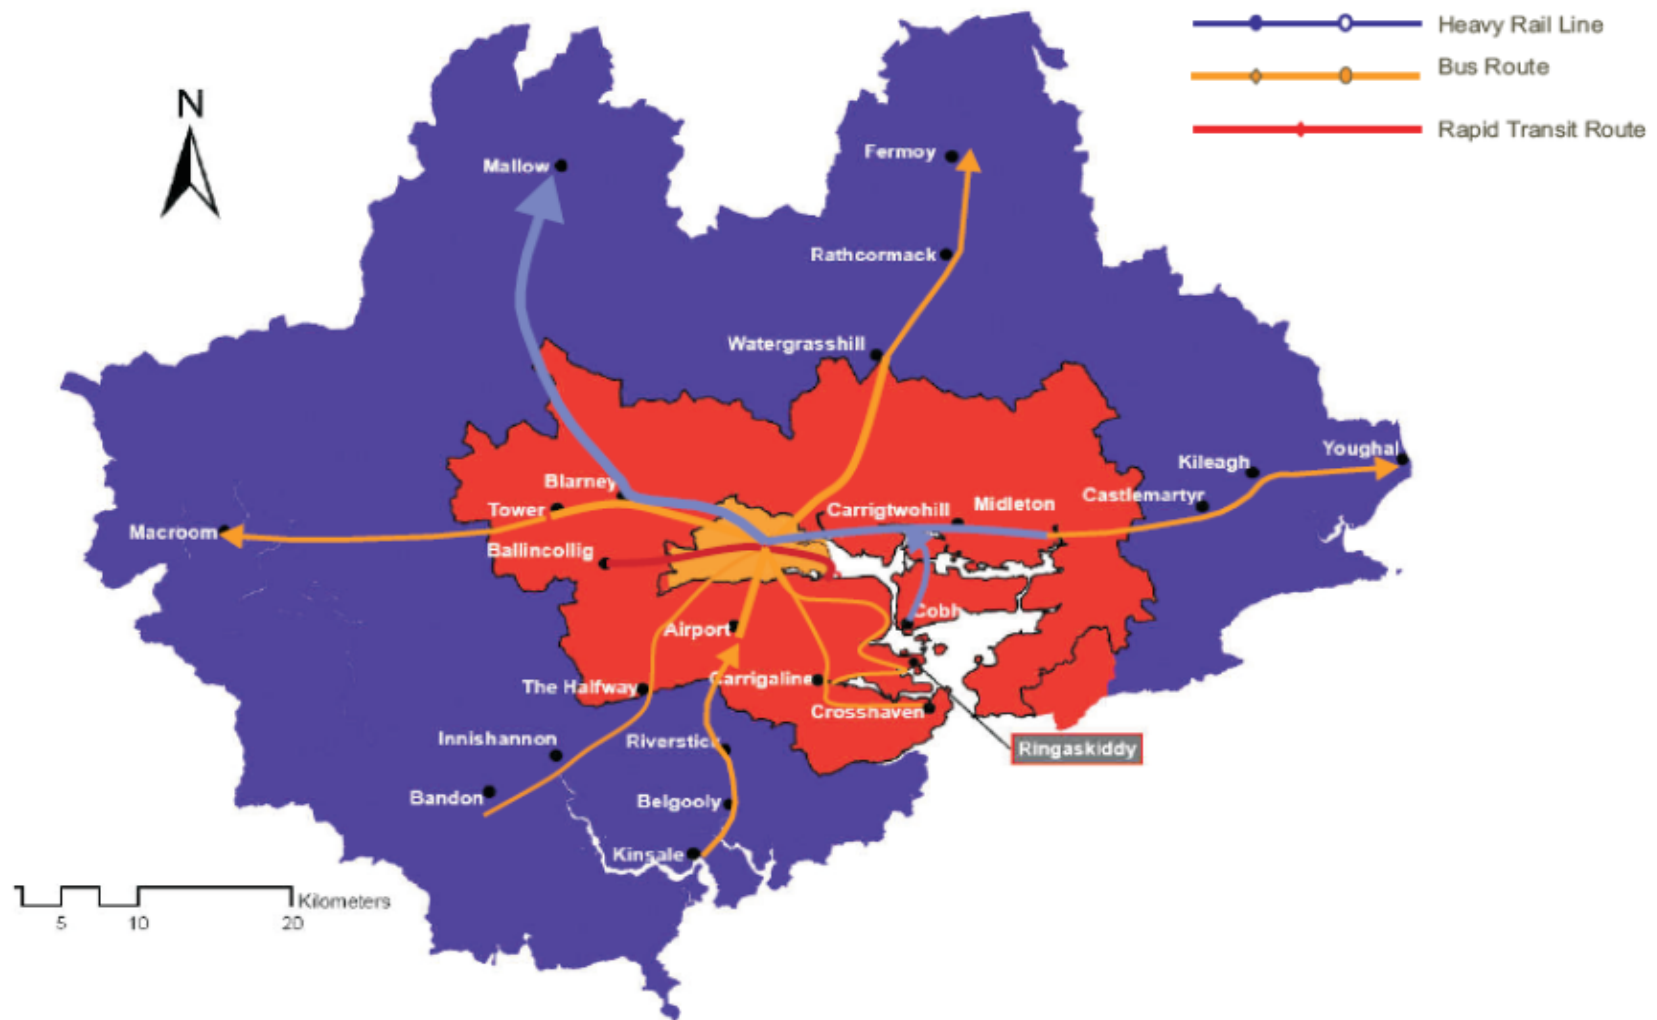 Heavy Rail Line
Bus Route
Rapid Transit Route
N
Mallow
Fermoy
Rathcormack
Watergrasshill
Youghal
Kileagh
Castlemartyr
Blarney
Tower
Carrigtwohill
Midleton
Macroom
Ballincollig
Cobh
Airport
The Halfway
Carrigaline
Crosshaven
Innishannon
Riverstick
Ringaskiddy
Bandon
Belgooly
Kinsale
Kilometers
5 10 20